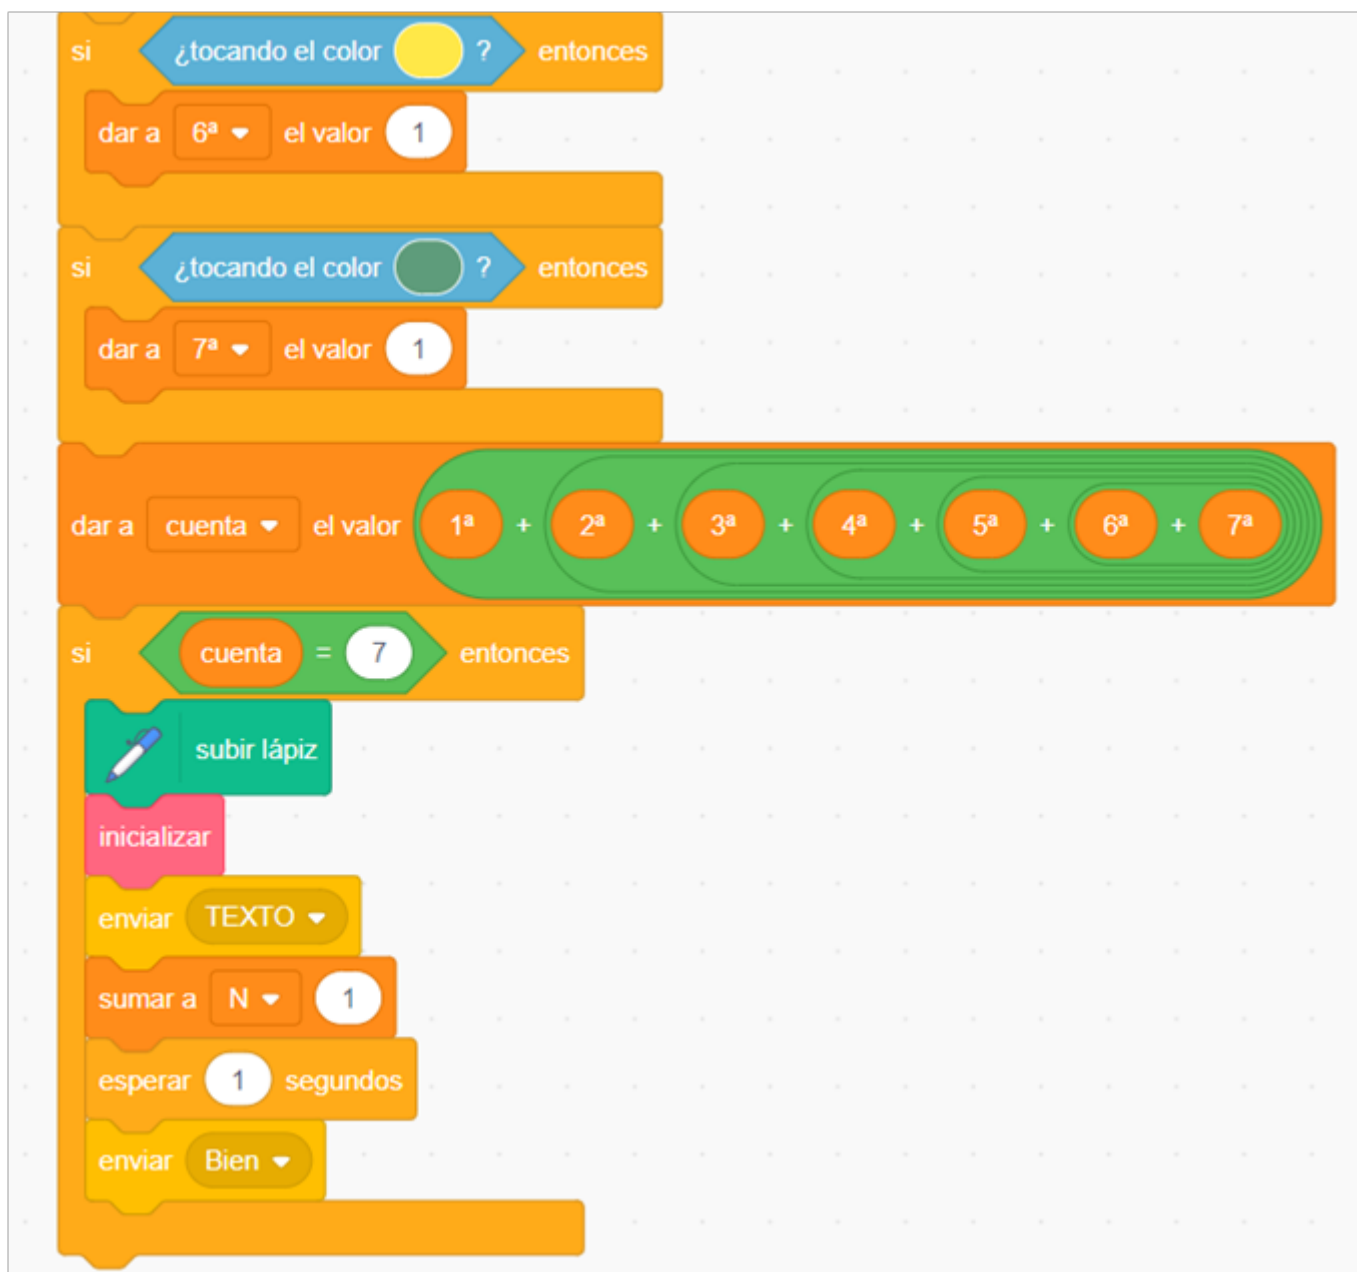 si ¿tocando el color ? entonces
dar a 6ª el valor 1
si ¿tocando el color ? entonces
dar a 7ª el valor 1
dar a cuenta el valor 1ª + 2ª + 3ª + 4ª + 5ª + 6ª + 7ª
si cuenta = 7 entonces
subir lápiz
inicializar
enviar TEXTO
sumar a N 1
esperar 1 segundos
enviar Bien